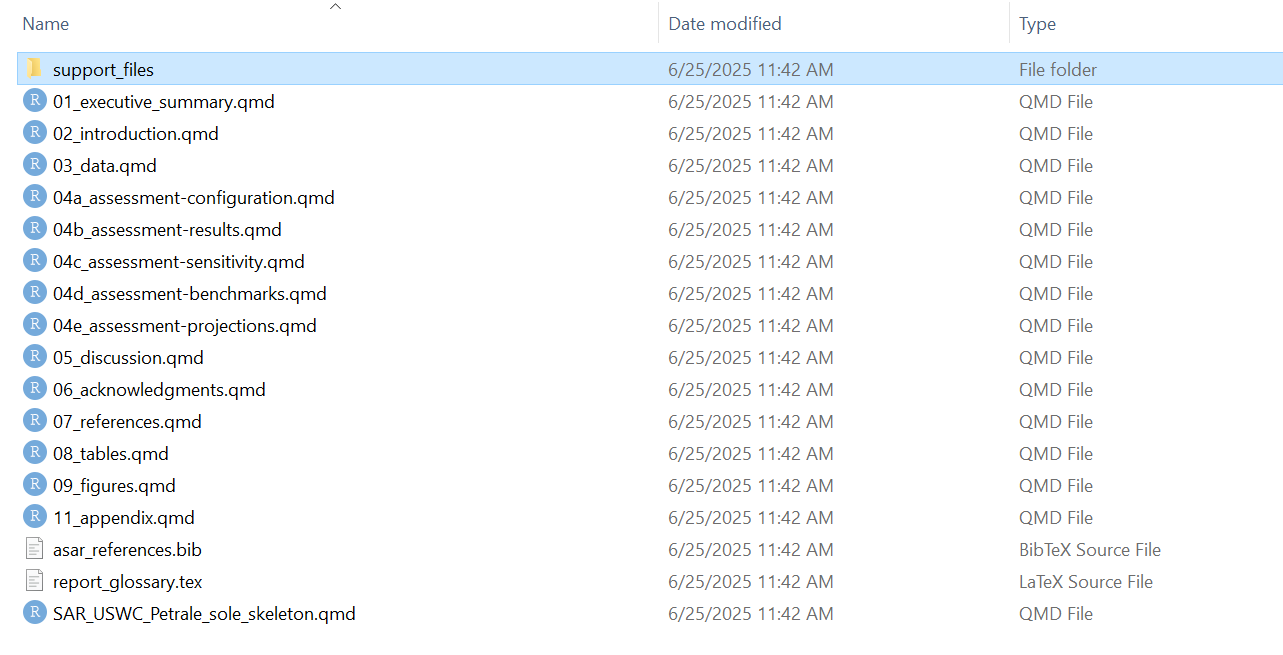 Name Date modified Type
support_files 6/25/2025 11:42 AM File folder
R 01_executive_summary.qmd 6/25/2025 11:42 AM QMD File
R 02_introduction.qmd 6/25/2025 11:42 AM QMD File
R 03_data.qmd 6/25/2025 11:42 AM QMD File
R 04a_assessment-configuration.qmd 6/25/2025 11:42 AM QMD File
R 04b_assessment-results.qmd 6/25/2025 11:42 AM QMD File
R 04c_assessment-sensitivity.qmd 6/25/2025 11:42 AM QMD File
R 04d_assessment-benchmarks.qmd 6/25/2025 11:42 AM QMD File
R 04e_assessment-projections.qmd 6/25/2025 11:42 AM QMD File
R 05_discussion.qmd 6/25/2025 11:42 AM QMD File
R 06_acknowledgments.qmd 6/25/2025 11:42 AM QMD File
R 07_references.qmd 6/25/2025 11:42 AM QMD File
R 08_tables.qmd 6/25/2025 11:42 AM QMD File
R 09_figures.qmd 6/25/2025 11:42 AM QMD File
R 11_appendix.qmd 6/25/2025 11:42 AM QMD File
asar_references.bib 6/25/2025 11:42 AM BibTeX Source File
report_glossary.tex 6/25/2025 11:42 AM LaTeX Source File
R SAR_USWC_Petrale_sole_skeleton.qmd 6/25/2025 11:42 AM QMD File